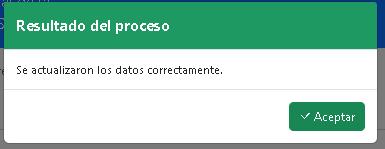 Resultado del proceso
Se actualizaron los datos correctamente.
Aceptar